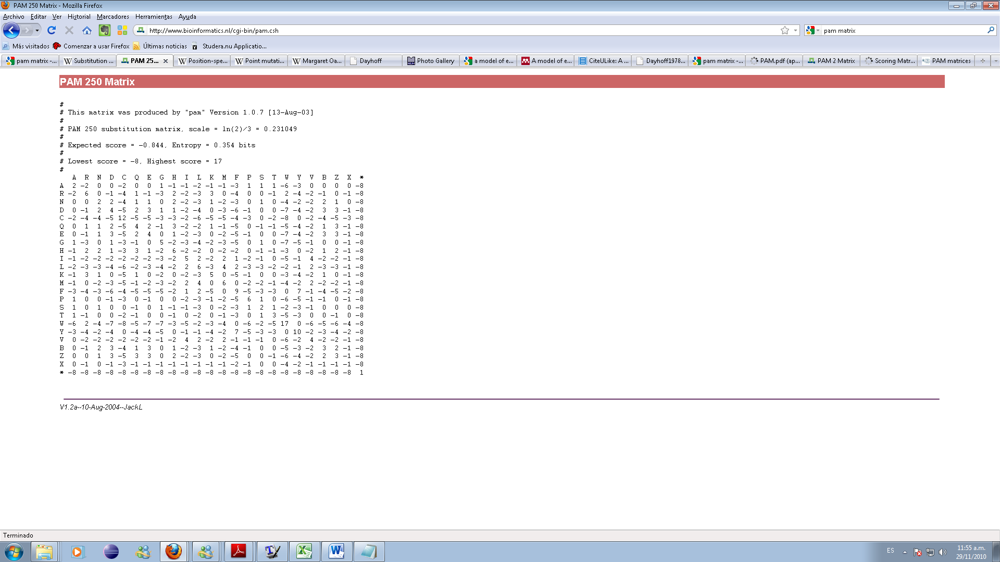 PAM 250 Matrix - Mozilla Firefox
Archivo Editar Ver Historial Marcadores Herramientas Ayuda
http://www.bioinformatics.nl/cgi-bin/pam.csh
pam matrix
Más visitados Comenzar a usar Firefox Últimas noticias Studera.nu Applicatio...
pam matrix -... Substitution ... PAM 25... Position-spe... Point mutati... Margaret Oa... Dayhoff Photo Gallery a model of e... A model of e... CiteULike: A ... Dayhoff1978... pam matrix -... PAM.pdf (ap... PAM 2 Matrix Scoring Matr... PAM matrices
PAM 250 Matrix
#
# This matrix was produced by "pam" Version 1.0.7 [13-Aug-03]
#
# PAM 250 substitution matrix, scale = ln(2)/3 = 0.231049
#
# Expected score = -0.844, Entropy = 0.354 bits
#
# Lowest score = -8, Highest score = 17
#
A R N D C Q E G H I L K M F P S T W Y V B Z X *
A 2 -2 0 0 -2 0 0 1 -1 -1 -2 -1 -1 -3 1 1 1 -6 -3 0 0 0 0 -8
R -2 6 0 -1 -4 1 -1 -3 2 -2 -3 3 0 -4 0 0 -1 2 -4 -2 -1 0 -1 -8
N 0 0 2 2 -4 1 1 0 2 -2 -3 1 -2 -3 0 1 0 -4 -2 -2 2 1 0 -8
D 0 -1 2 4 -5 2 3 1 1 -2 -4 0 -3 -6 -1 0 0 -7 -4 -2 3 3 -1 -8
C -2 -4 -4 -5 12 -5 -5 -3 -3 -2 -6 -5 -5 -4 -3 0 -2 -8 0 -2 -4 -5 -3 -8
Q 0 1 1 2 -5 4 2 -1 3 -2 -2 1 -1 -5 0 -1 -1 -5 -4 -2 1 3 -1 -8
E 0 -1 1 3 -5 2 4 0 1 -2 -3 0 -2 -5 -1 0 0 -7 -4 -2 3 3 -1 -8
G 1 -3 0 1 -3 -1 0 5 -2 -3 -4 -2 -3 -5 0 1 0 -7 -5 -1 0 0 -1 -8
H -1 2 2 1 -3 3 1 -2 6 -2 -2 0 -2 -2 0 -1 -1 -3 0 -2 1 2 -1 -8
I -1 -2 -2 -2 -2 -2 -2 -3 -2 5 2 -2 2 1 -2 -1 0 -5 -1 4 -2 -2 -1 -8
L -2 -3 -3 -4 -6 -2 -3 -4 -2 2 6 -3 4 2 -3 -3 -2 -2 -1 2 -3 -3 -1 -8
K -1 3 1 0 -5 1 0 -2 0 -2 -3 5 0 -5 -1 0 0 -3 -4 -2 1 0 -1 -8
M -1 0 -2 -3 -5 -1 -2 -3 -2 2 4 0 6 0 -2 -2 -1 -4 -2 2 -2 -2 -1 -8
F -3 -4 -3 -6 -4 -5 -5 -5 -2 1 2 -5 0 9 -5 -3 -3 0 7 -1 -4 -5 -2 -8
P 1 0 0 -1 -3 0 -1 0 0 -2 -3 -1 -2 -5 6 1 0 -6 -5 -1 -1 0 -1 -8
S 1 0 1 0 0 -1 0 1 -1 -1 -3 0 -2 -3 1 2 1 -2 -3 -1 0 0 0 -8
T 1 -1 0 0 -2 -1 0 0 -1 0 -2 0 -1 -3 0 1 3 -5 -3 0 0 -1 0 -8
W -6 2 -4 -7 -8 -5 -7 -7 -3 -5 -2 -3 -4 0 -6 -2 -5 17 0 -6 -5 -6 -4 -8
Y -3 -4 -2 -4 0 -4 -4 -5 0 -1 -1 -4 -2 7 -5 -3 -3 0 10 -2 -3 -4 -2 -8
V 0 -2 -2 -2 -2 -2 -2 -1 -2 4 2 -2 2 -1 -1 -1 0 -6 -2 4 -2 -2 -1 -8
B 0 -1 2 3 -4 1 3 0 1 -2 -3 1 -2 -4 -1 0 0 -5 -3 -2 3 2 -1 -8
Z 0 0 1 3 -5 3 3 0 2 -2 -3 0 -2 -5 0 0 -1 -6 -4 -2 2 3 -1 -8
X 0 -1 0 -1 -3 -1 -1 -1 -1 -1 -1 -1 -1 -2 -1 0 0 -4 -2 -1 -1 -1 -1 -8
* -8 -8 -8 -8 -8 -8 -8 -8 -8 -8 -8 -8 -8 -8 -8 -8 -8 -8 -8 -8 -8 -8 -8 1
V1.2a--10-Aug-2004--JackL
Terminado
ES
11:55 a.m.
29/11/2010